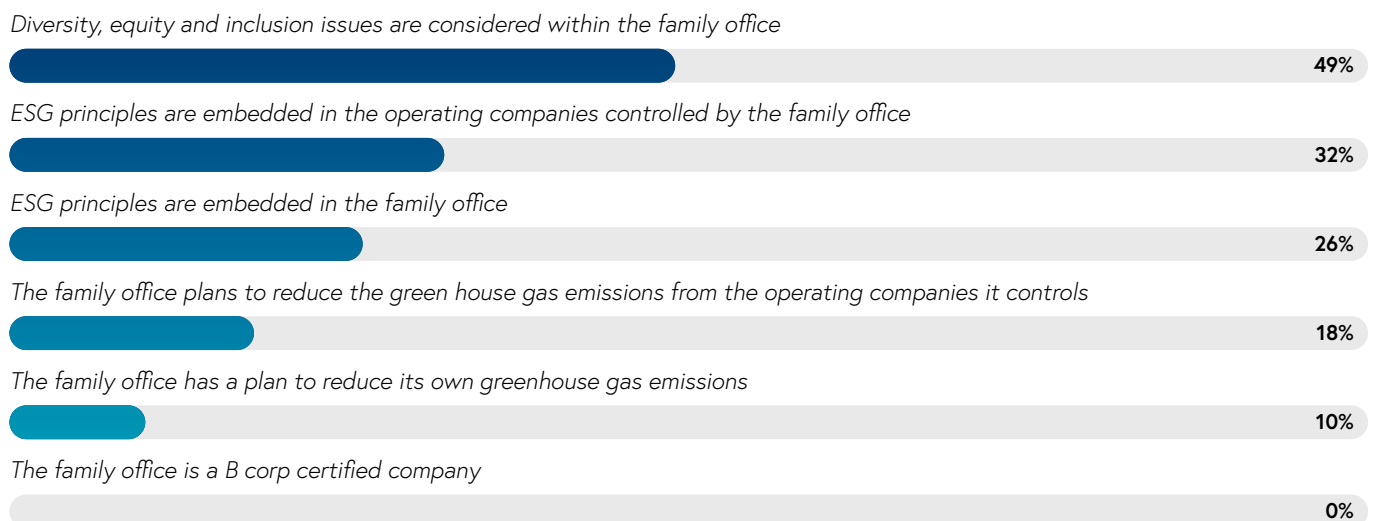 Diversity, equity and inclusion issues are considered within the family office
49%
ESG principles are embedded in the operating companies controlled by the family office
32%
ESG principles are embedded in the family office
26%
The family office plans to reduce the green house gas emissions from the operating companies it controls
18%
The family office has a plan to reduce its own greenhouse gas emissions
10%
The family office is a B corp certified company
0%